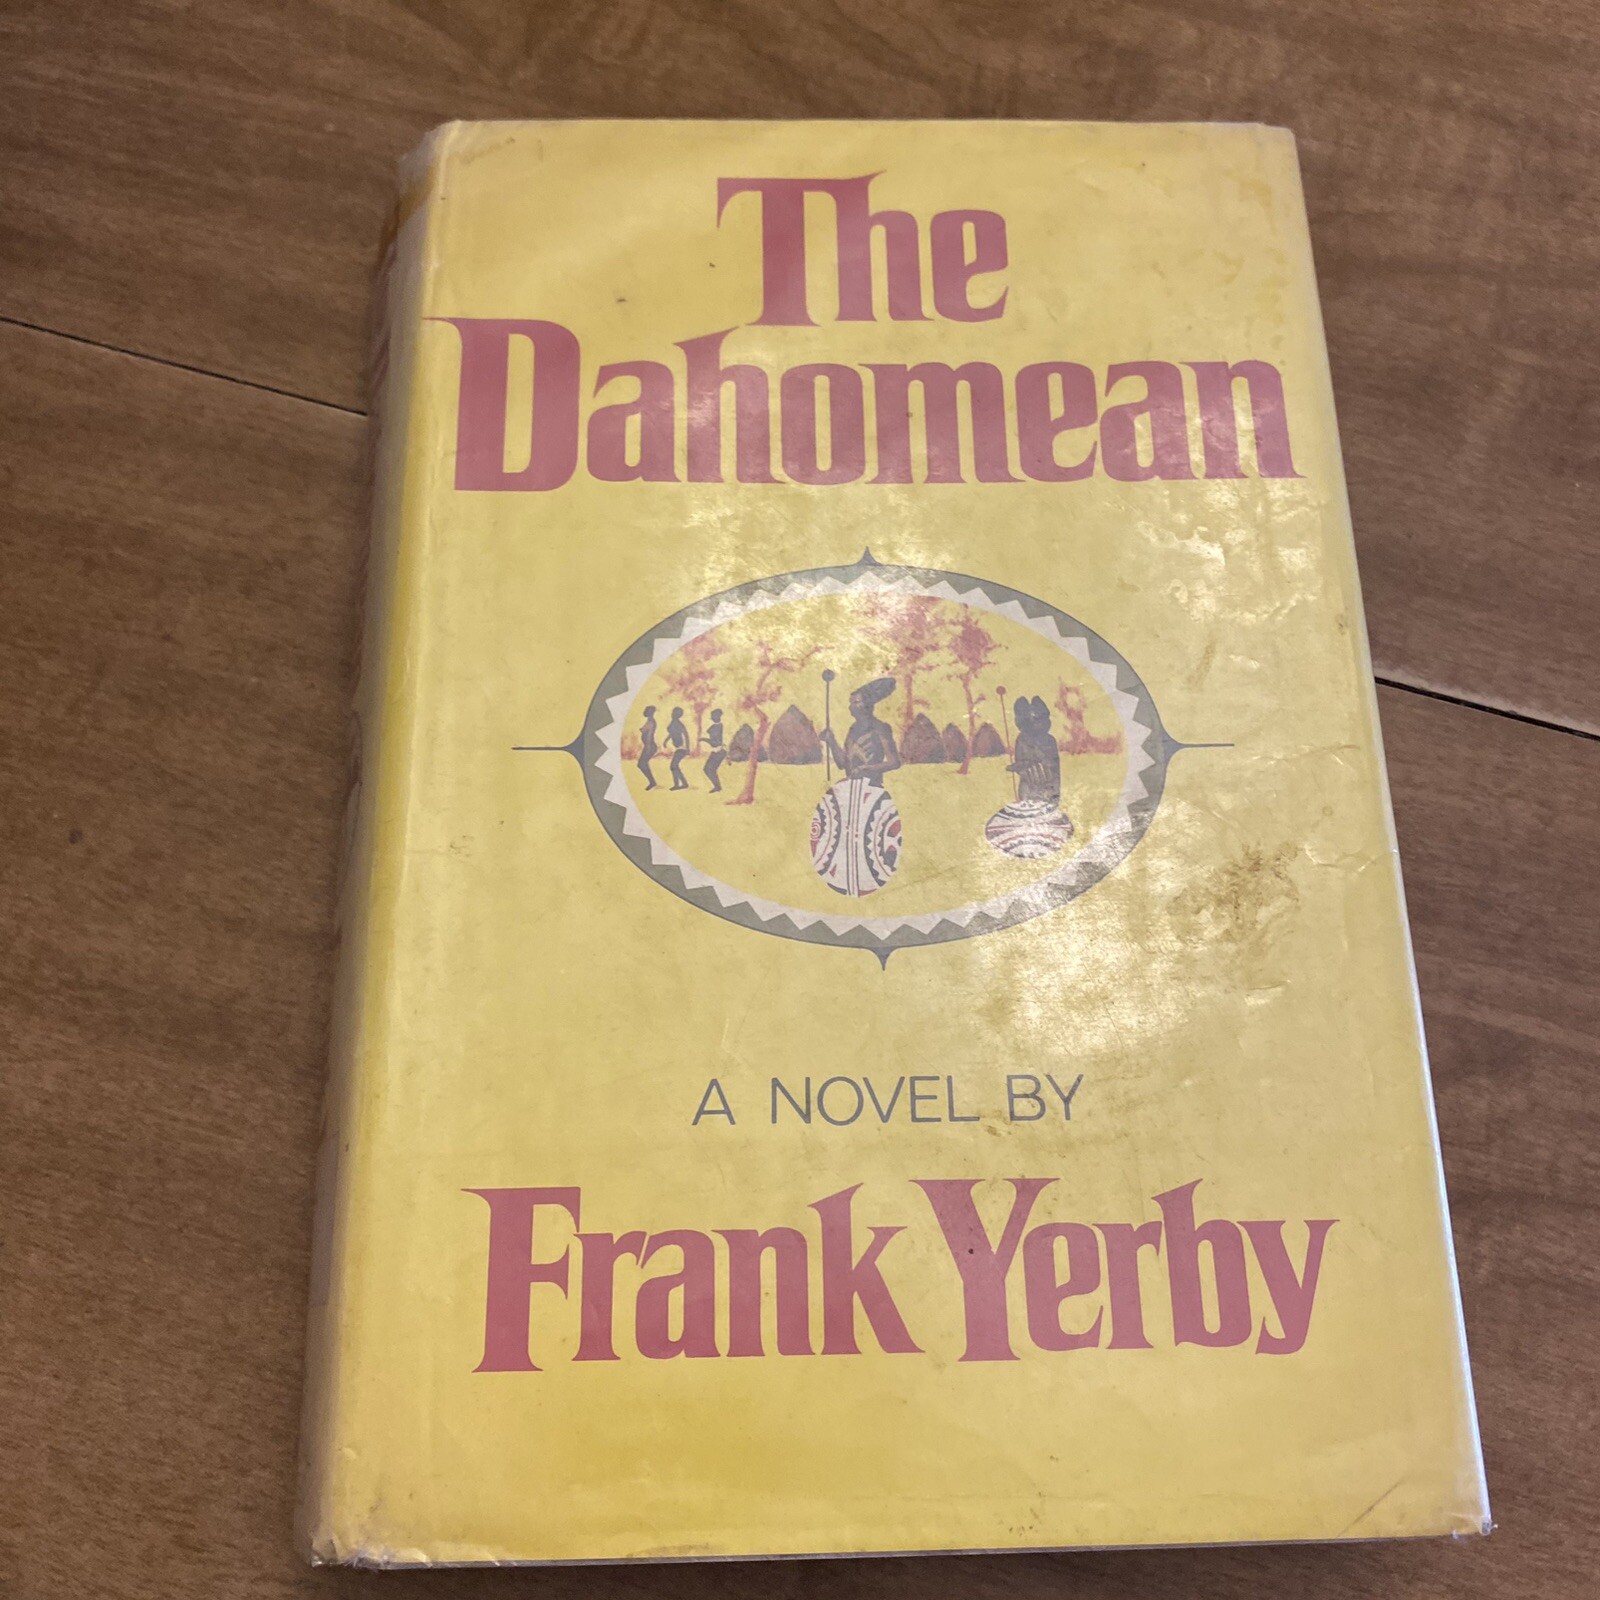 The
Dahomean
A NOVEL BY
Frank Yerby